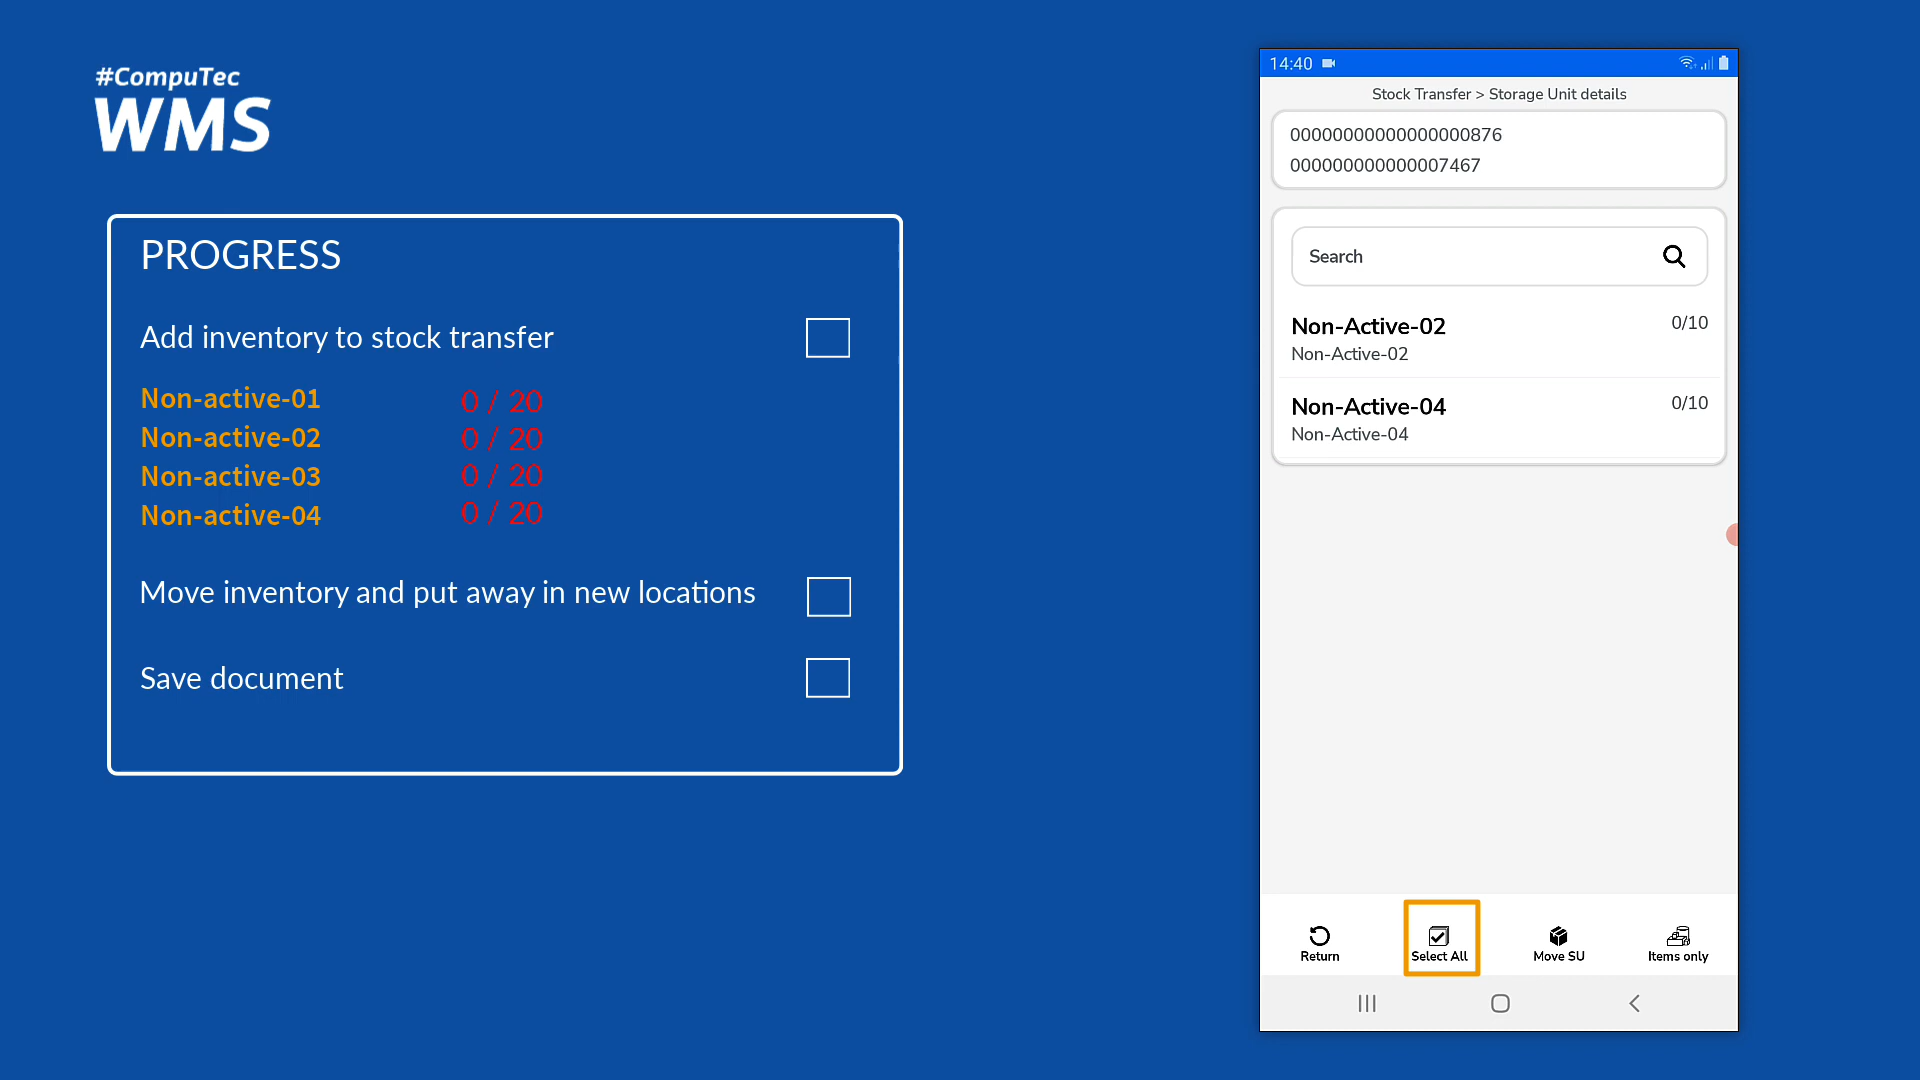 #CompuTec
WMS
PROGRESS
Add inventory to stock transfer
Non-active-01 0 / 20
Non-active-02 0 / 20
Non-active-03 0 / 20
Non-active-04 0 / 20
Move inventory and put away in new locations
Save document
14:40
Stock Transfer > Storage Unit details
00000000000000000876
000000000000007467
Search
Non-Active-02 0/10
Non-Active-02
Non-Active-04 0/10
Non-Active-04
Return Select All Move SU Items only